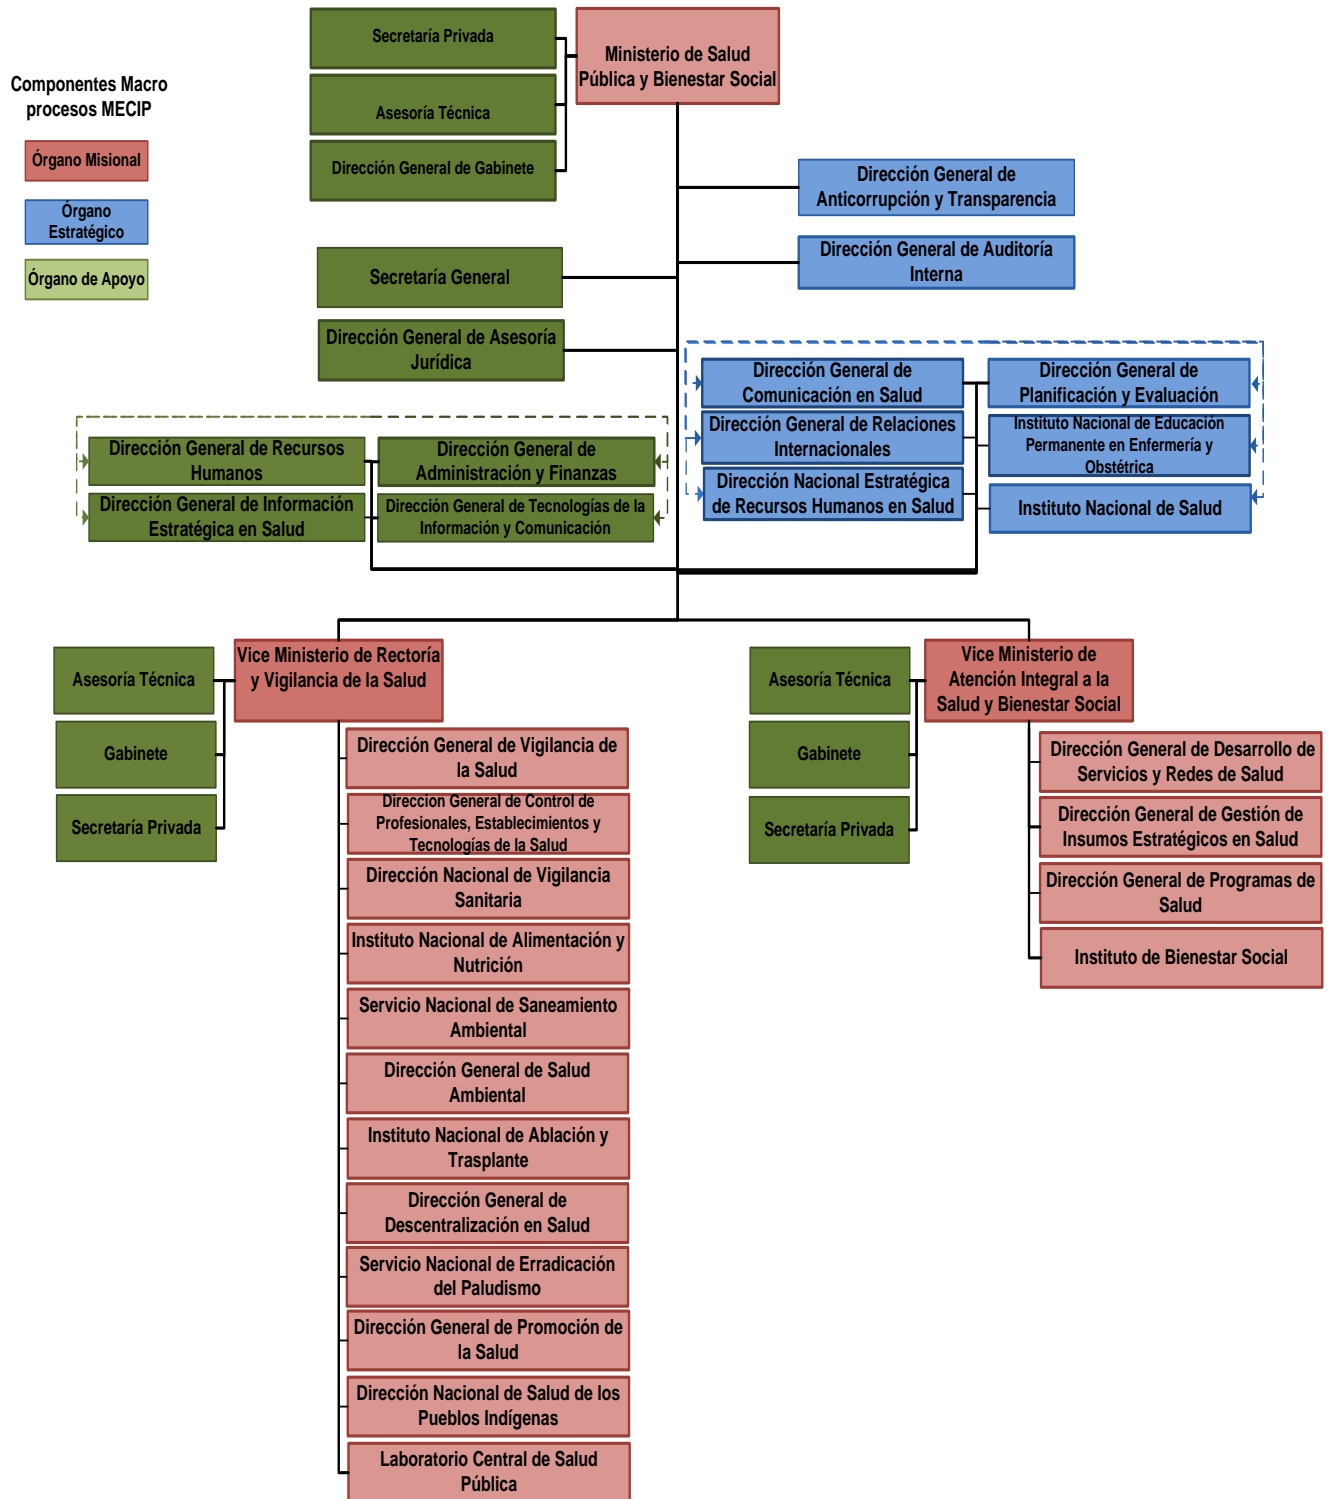 Secretaría Privada
Ministerio de Salud
Pública y Bienestar Social
Asesoría Técnica
Dirección General de Gabinete
Componentes Macro
procesos MECIP
Órgano Misional
Órgano
Estratégico
Órgano de Apoyo
Dirección General de
Anticorrupción y Transparencia
Dirección General de Auditoría
Interna
Secretaría General
Dirección General de Asesoría
Jurídica
Dirección General de
Comunicación en Salud
Dirección General de
Planificación y Evaluación
Dirección General de Relaciones
Internacionales
Instituto Nacional de Educación
Permanente en Enfermería y
Obstétrica
Dirección Nacional Estratégica
de Recursos Humanos en Salud
Instituto Nacional de Salud
Dirección General de Recursos
Humanos
Dirección General de
Administración y Finanzas
Dirección General de Información
Estratégica en Salud
Dirección General de Tecnologías de la
Información y Comunicación
Vice Ministerio de Rectoría
y Vigilancia de la Salud
Asesoría Técnica
Gabinete
Secretaría Privada
Dirección General de Vigilancia de
la Salud
Direccion General de Control de
Profesionales, Establecimientos y
Tecnologías de la Salud
Dirección Nacional de Vigilancia
Sanitaria
Instituto Nacional de Alimentación y
Nutrición
Servicio Nacional de Saneamiento
Ambiental
Dirección General de Salud
Ambiental
Instituto Nacional de Ablación y
Trasplante
Dirección General de
Descentralización en Salud
Servicio Nacional de Erradicación
del Paludismo
Dirección General de Promoción de
la Salud
Dirección Nacional de Salud de los
Pueblos Indígenas
Laboratorio Central de Salud
Pública
Vice Ministerio de
Atención Integral a la
Salud y Bienestar Social
Asesoría Técnica
Gabinete
Secretaría Privada
Dirección General de Desarrollo de
Servicios y Redes de Salud
Dirección General de Gestión de
Insumos Estratégicos en Salud
Dirección General de Programas de
Salud
Instituto de Bienestar Social